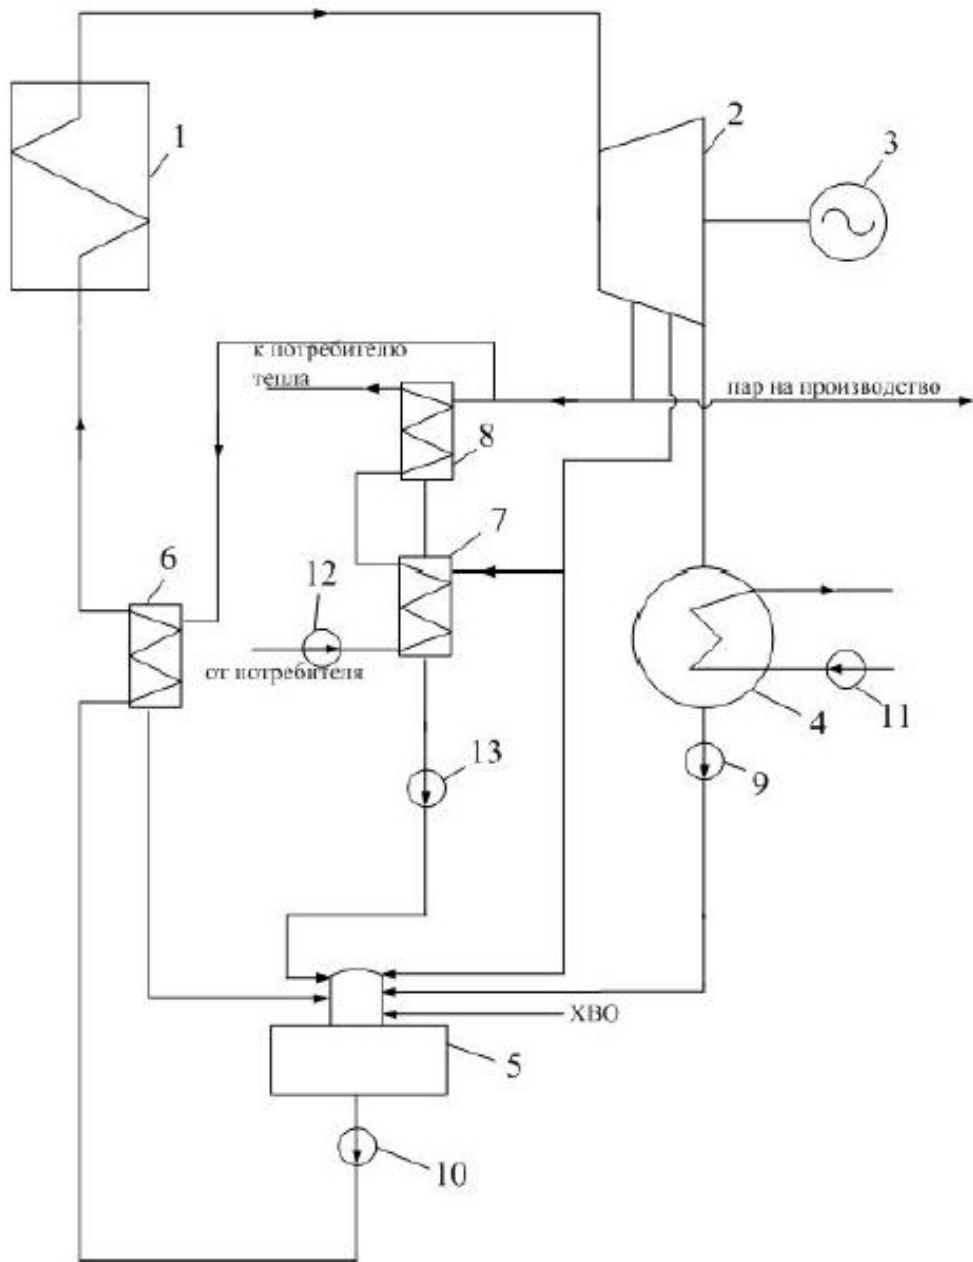 1
2
3
к потребителю
тепла
пар на производство
8
7
6
12
от потребителя
4
11
13
9
ХВО
5
10